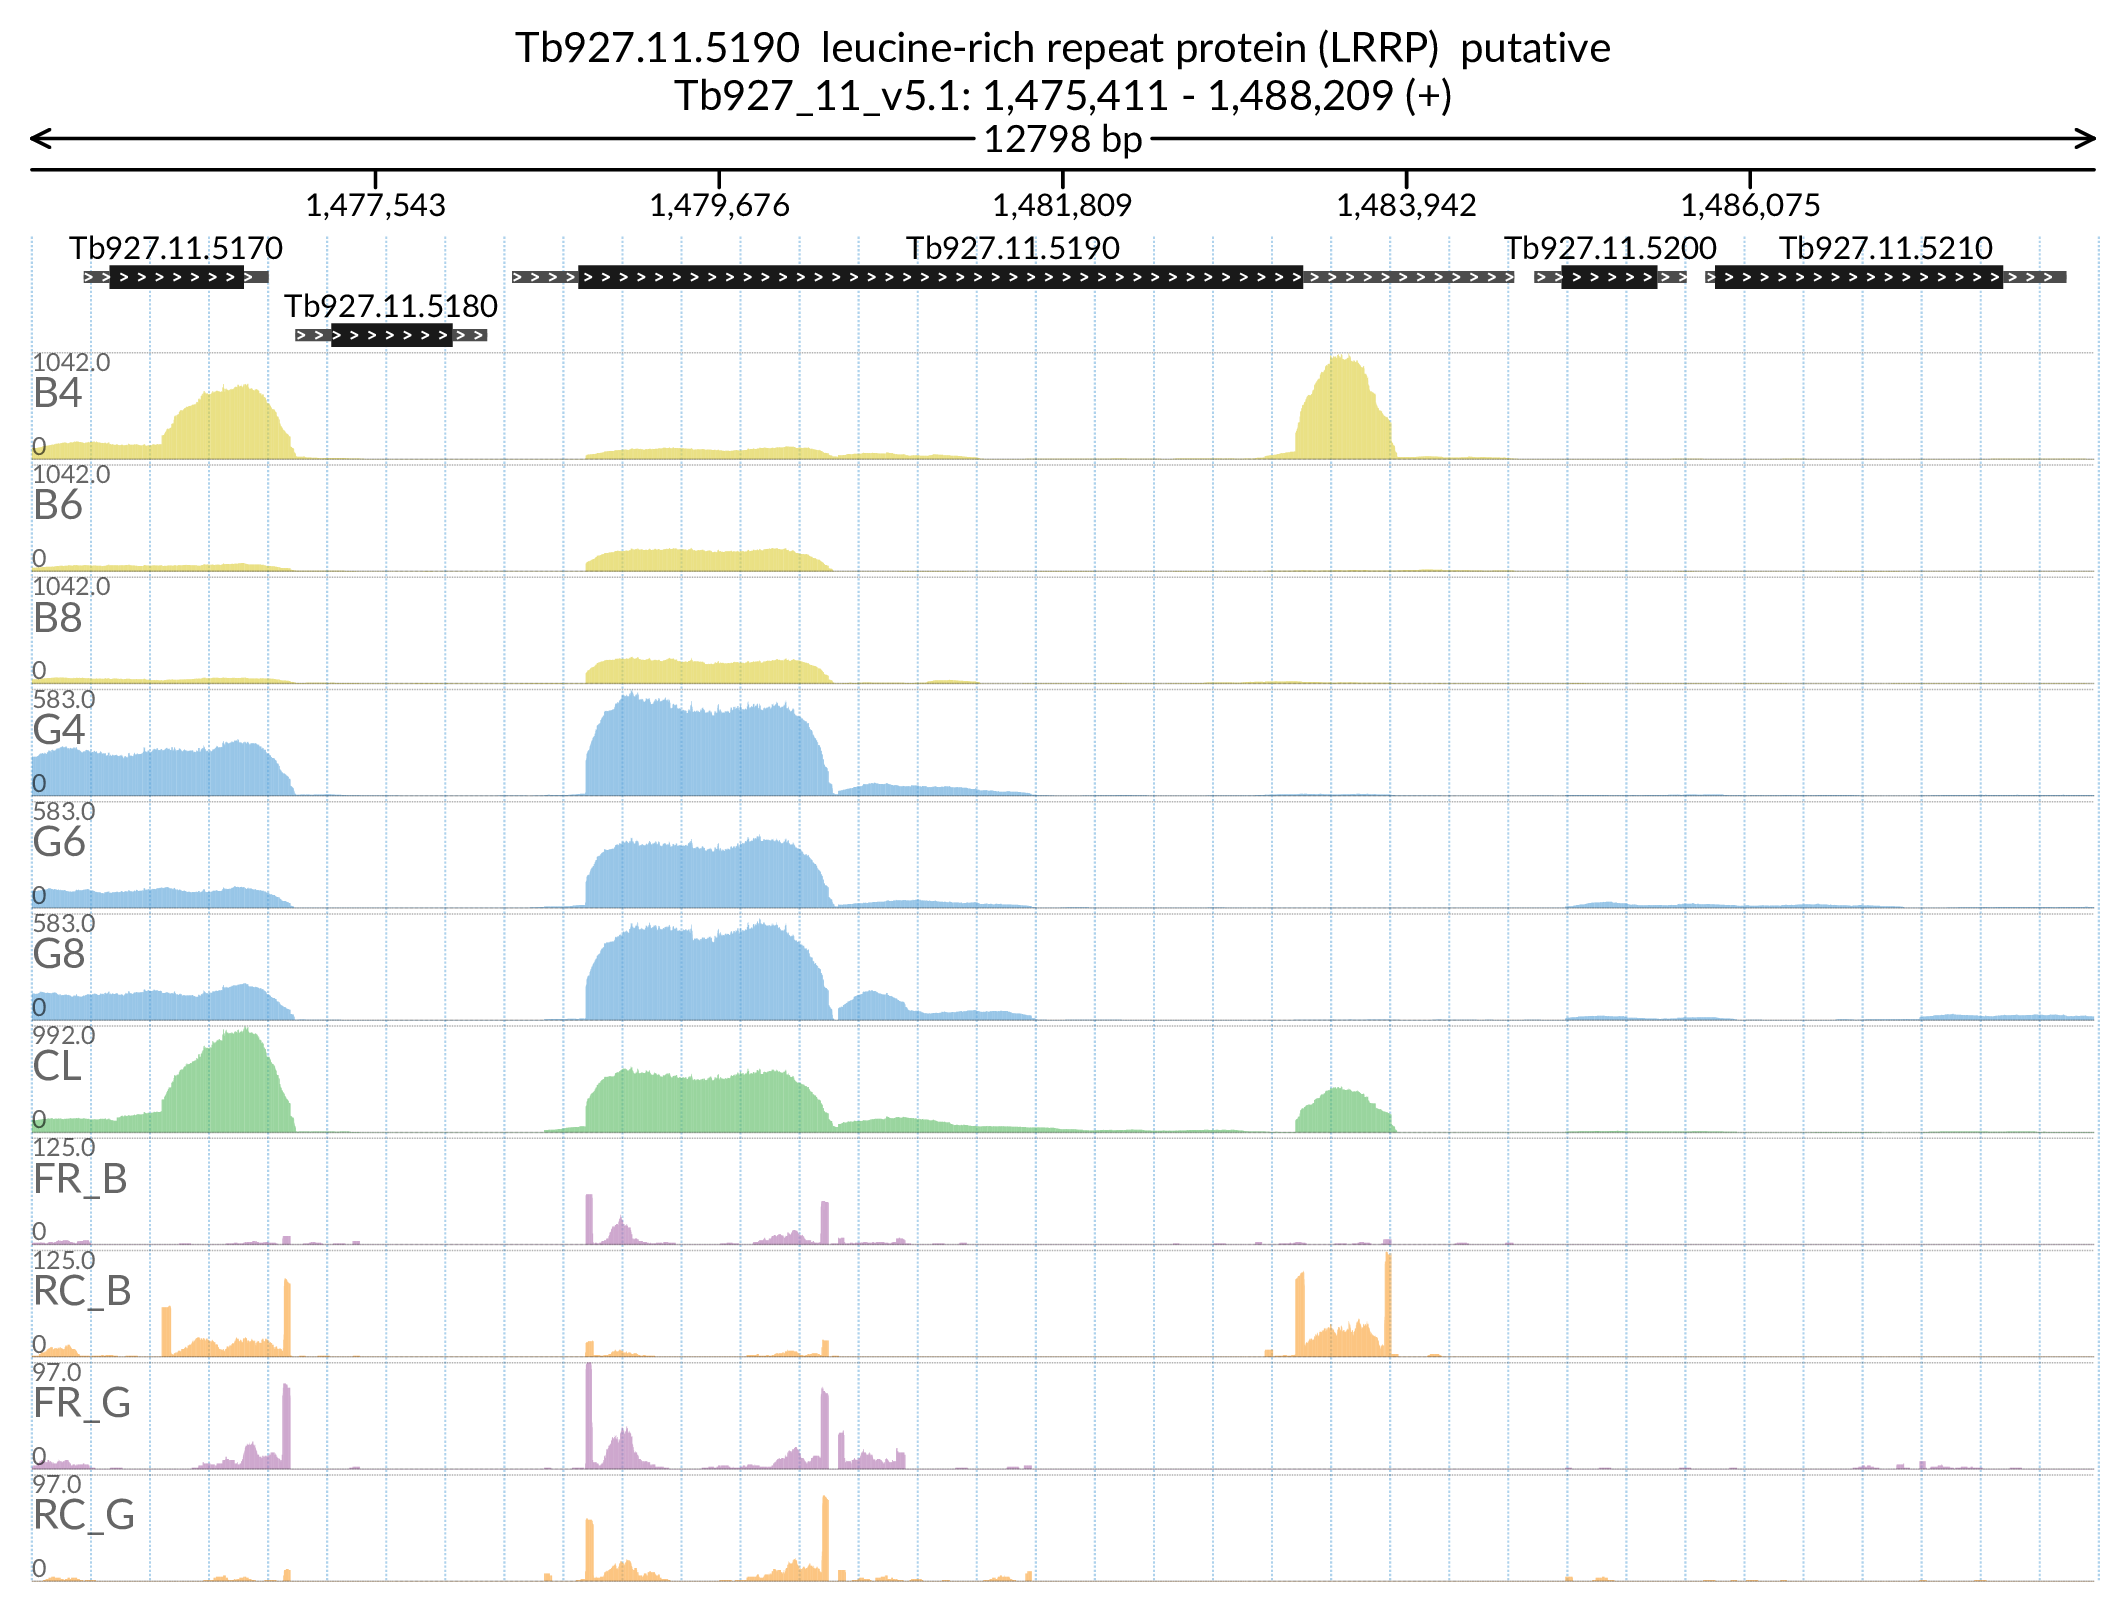 Tb927.11.5190  leucine-rich repeat protein (LRRP)  putative
Tb927_11_v5.1: 1,475,411 - 1,488,209 (+)
12798 bp
1,477,543 1,479,676 1,481,809 1,483,942 1,486,075
Tb927.11.5170 Tb927.11.5190 Tb927.11.5200 Tb927.11.5210
Tb927.11.5180
1042.0
B4
0
1042.0
B6
0
1042.0
B8
0
583.0
G4
0
583.0
G6
0
583.0
G8
0
992.0
CL
0
125.0
FR_B
0
125.0
RC_B
0
97.0
FR_G
0
97.0
RC_G
0